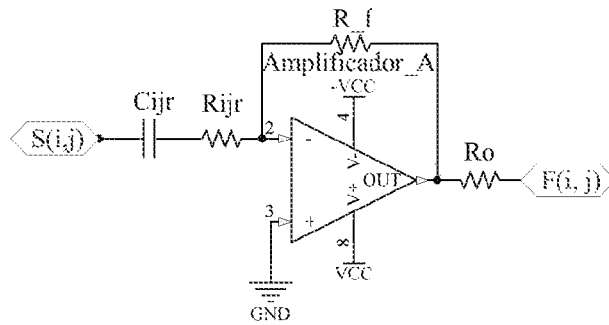 R_f
Amplificador_A
-VCC
Cijr
Rijr
4
S(i,j)
2
-
V-
OUT
Ro
F(i, j)
V+
3
+
8
VCC
GND